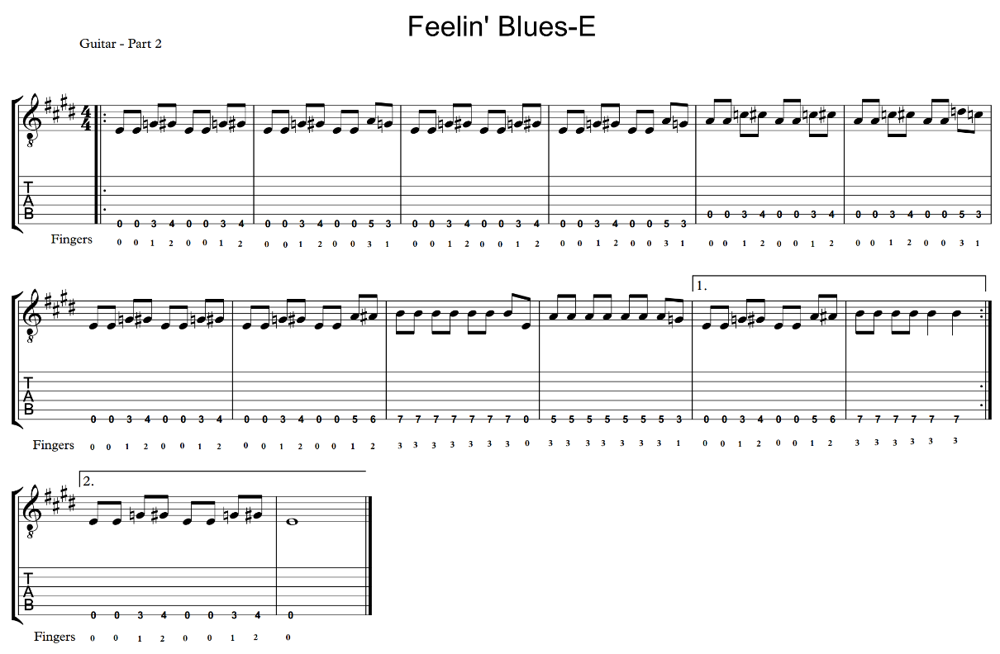 Feelin' Blues-E
Guitar - Part 2
4
4
8
T
A
B
0 0 3 4 0 0 3 4 0 0 3 4 0 0 5 3 0 0 3 4 0 0 3 4 0 0 3 4 0 0 5 3 0 0 3 4 0 0 3 4 0 0 3 4 0 0 5 3
Fingers 0 0 1 2 0 0 1 2 0 0 1 2 0 0 3 1 0 0 1 2 0 0 1 2 0 0 1 2 0 0 3 1 0 0 1 2 0 0 1 2 0 0 1 2 0 0 3 1
1.
8
T
A
B
0 0 3 4 0 0 3 4 0 0 3 4 0 0 5 6 7 7 7 7 7 7 7 0 5 5 5 5 5 5 5 3 0 0 3 4 0 0 5 6 7 7 7 7 7 7
Fingers 0 0 1 2 0 0 1 2 0 0 1 2 0 0 1 2 3 3 3 3 3 3 3 0 3 3 3 3 3 3 3 1 0 0 1 2 0 0 1 2 3 3 3 3 3 3
2.
8
T
A
B
0 0 3 4 0 0 3 4 0
Fingers 0 0 1 2 0 0 1 2 0